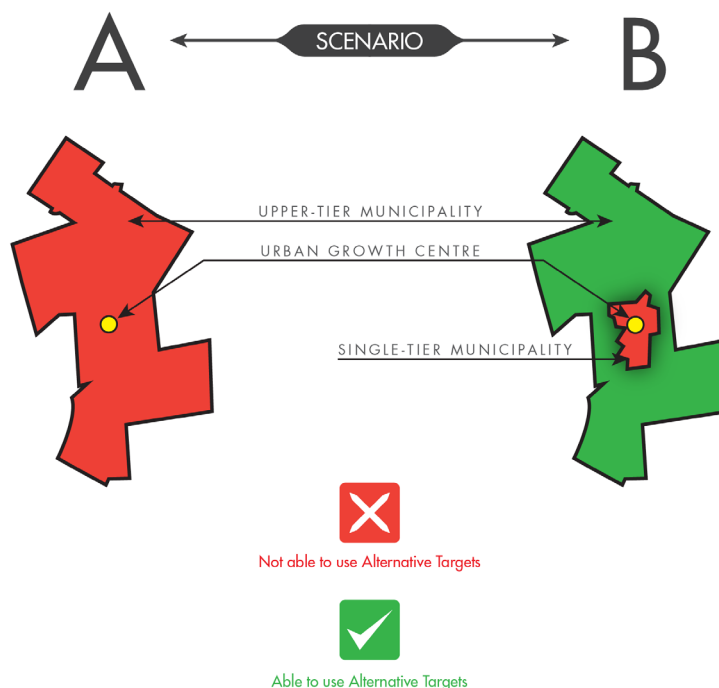 A
SCENARIO
B
UPPER-TIER MUNICIPALITY
URBAN GROWTH CENTRE
SINGLE-TIER MUNICIPALITY
Not able to use Alternative Targets
Able to use Alternative Targets